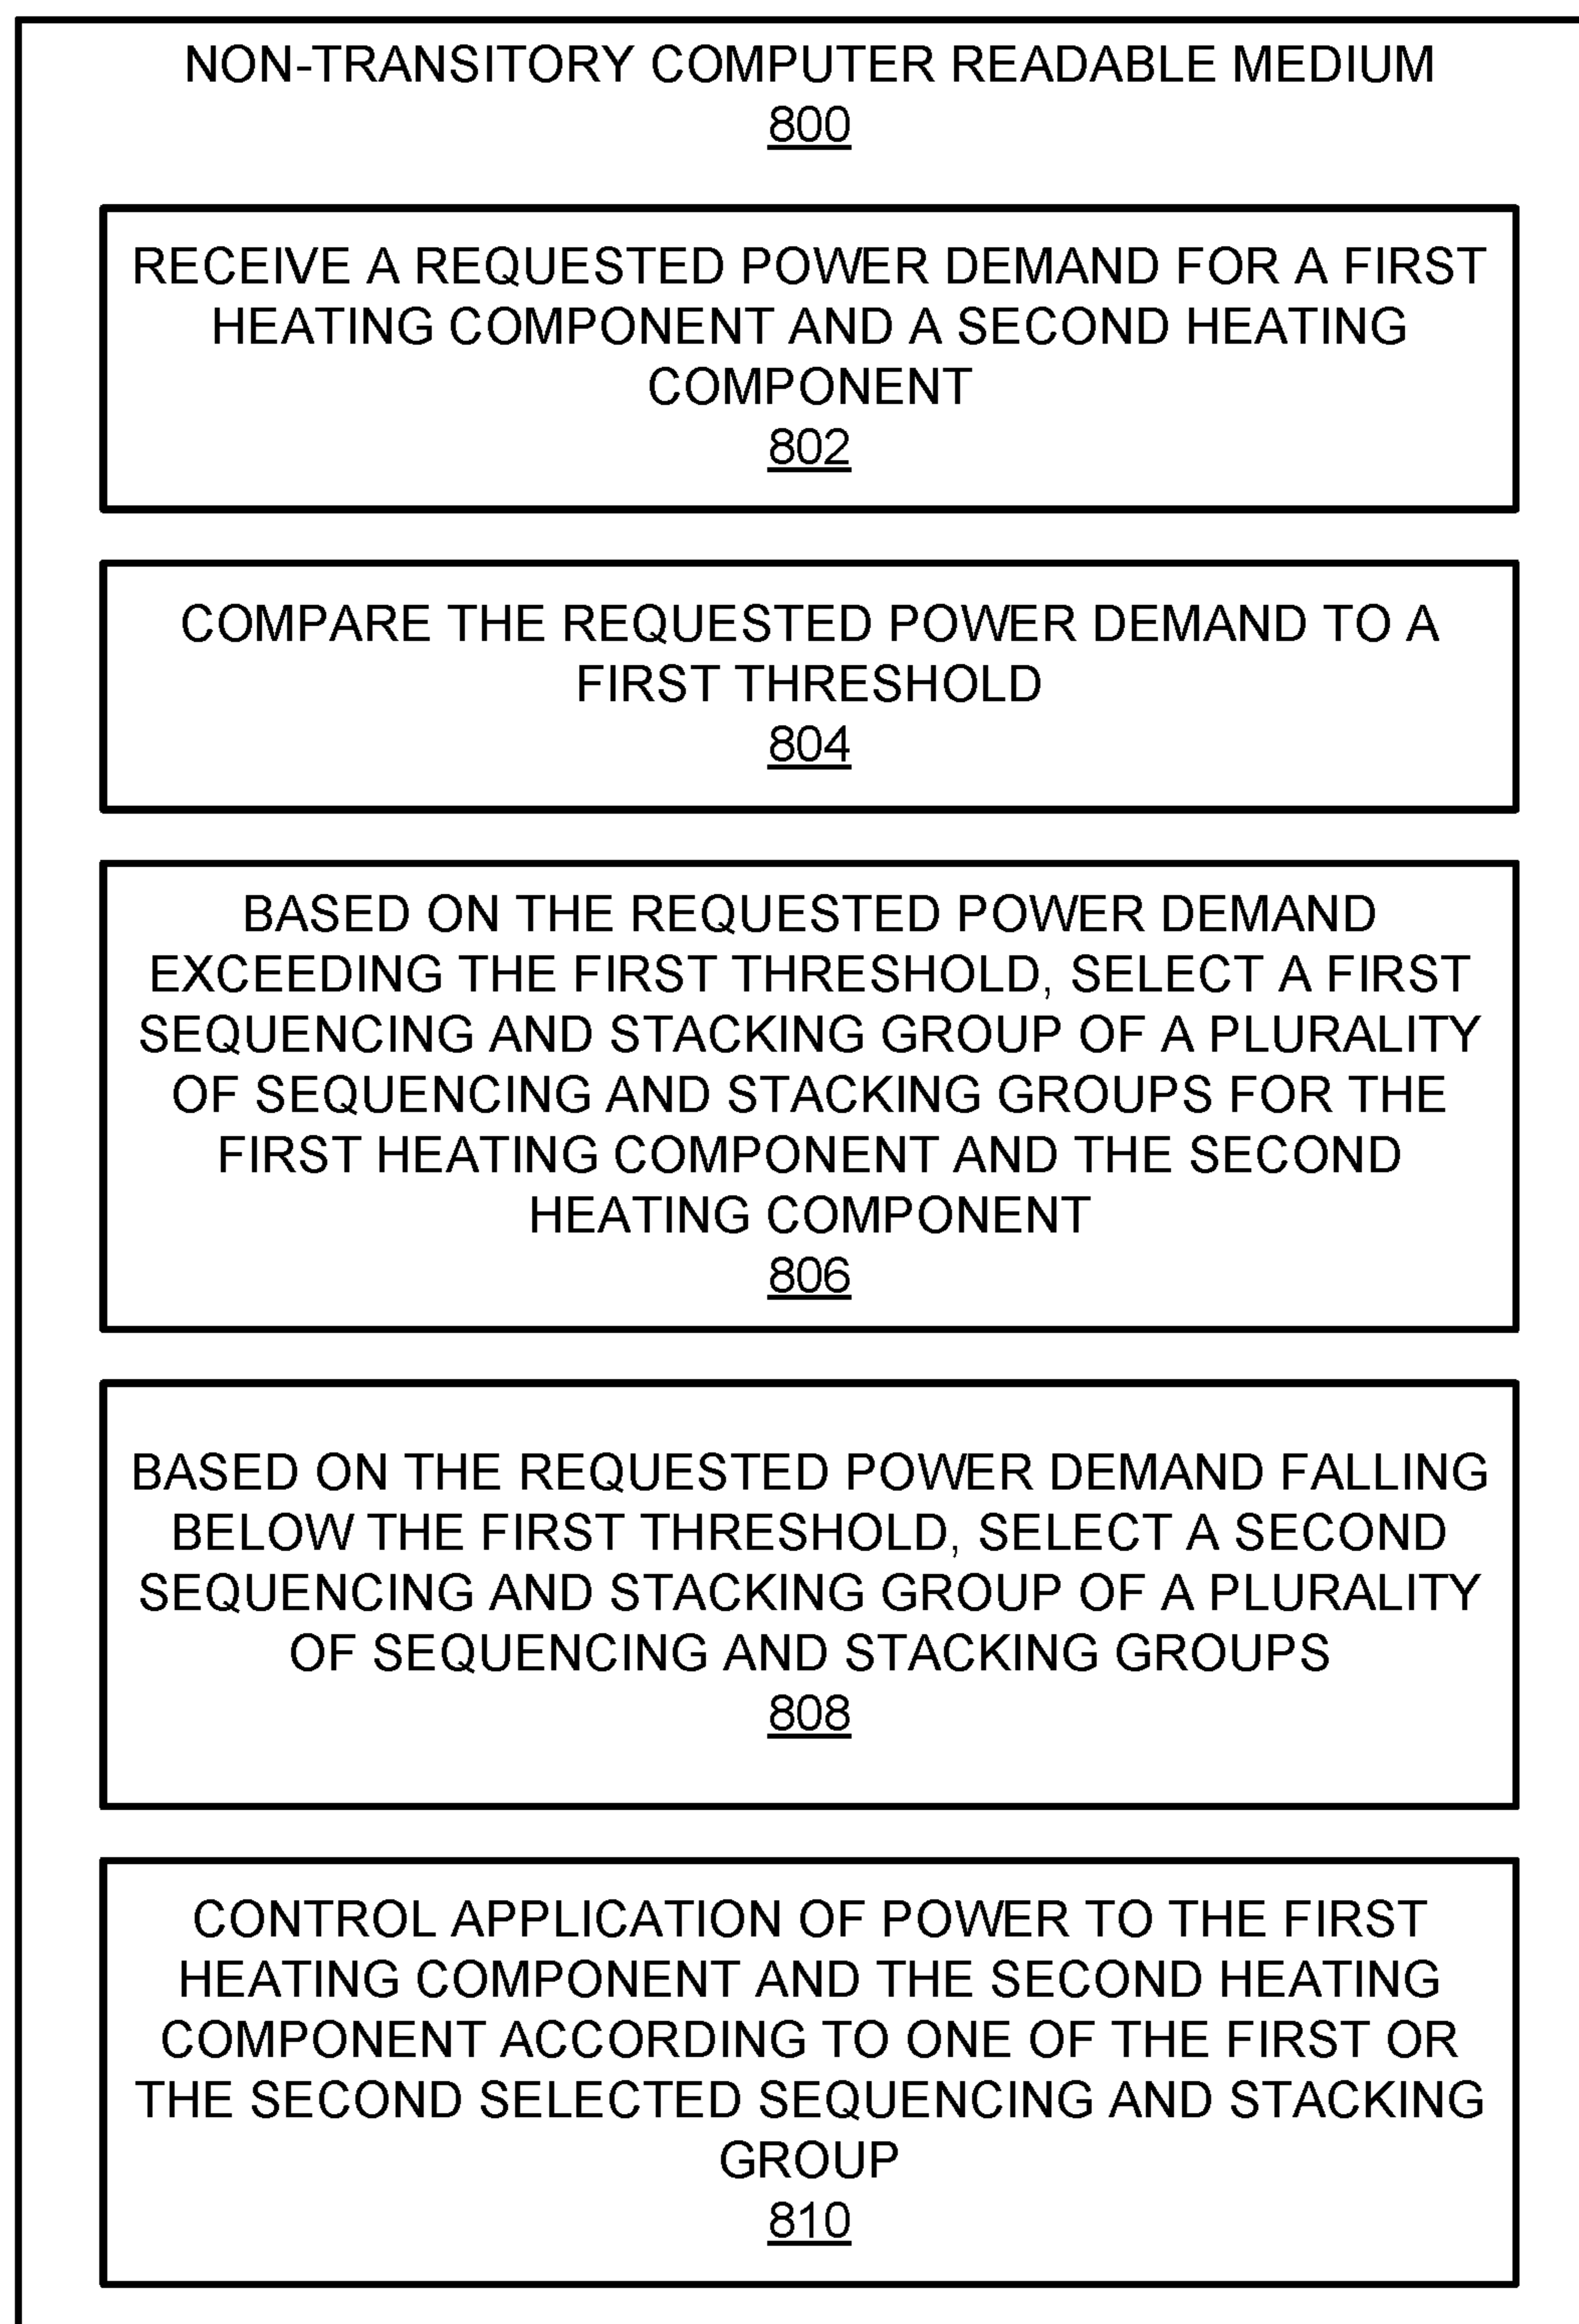 NON-TRANSITORY COMPUTER READABLE MEDIUM
800
RECEIVE A REQUESTED POWER DEMAND FOR A FIRST
HEATING COMPONENT AND A SECOND HEATING
COMPONENT
802
COMPARE THE REQUESTED POWER DEMAND TO A
FIRST THRESHOLD
804
BASED ON THE REQUESTED POWER DEMAND
EXCEEDING THE FIRST THRESHOLD, SELECT A FIRST
SEQUENCING AND STACKING GROUP OF A PLURALITY
OF SEQUENCING AND STACKING GROUPS FOR THE
FIRST HEATING COMPONENT AND THE SECOND
HEATING COMPONENT
806
BASED ON THE REQUESTED POWER DEMAND FALLING
BELOW THE FIRST THRESHOLD, SELECT A SECOND
SEQUENCING AND STACKING GROUP OF A PLURALITY
OF SEQUENCING AND STACKING GROUPS
808
CONTROL APPLICATION OF POWER TO THE FIRST
HEATING COMPONENT AND THE SECOND HEATING
COMPONENT ACCORDING TO ONE OF THE FIRST OR
THE SECOND SELECTED SEQUENCING AND STACKING
GROUP
810